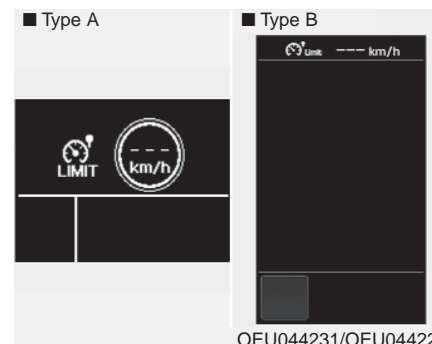 ■ Type A
■ Type B
LIMIT
---
km/h
Limit --- km/h